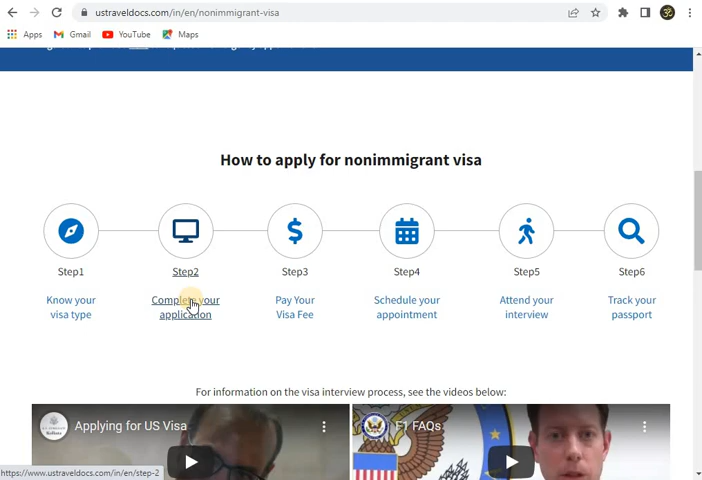 ustraveldocs.com/in/en/nonimmigrant-visa
Apps Gmail YouTube Maps
How to apply for nonimmigrant visa
Step1 Step2 Step3 Step4 Step5 Step6
Know your Complete your Pay Your Schedule your Attend your Track your
visa type application Visa Fee appointment interview passport
For information on the visa interview process, see the videos below:
Applying for US Visa F1 FAQs
https://www.ustraveldocs.com/in/en/step-2